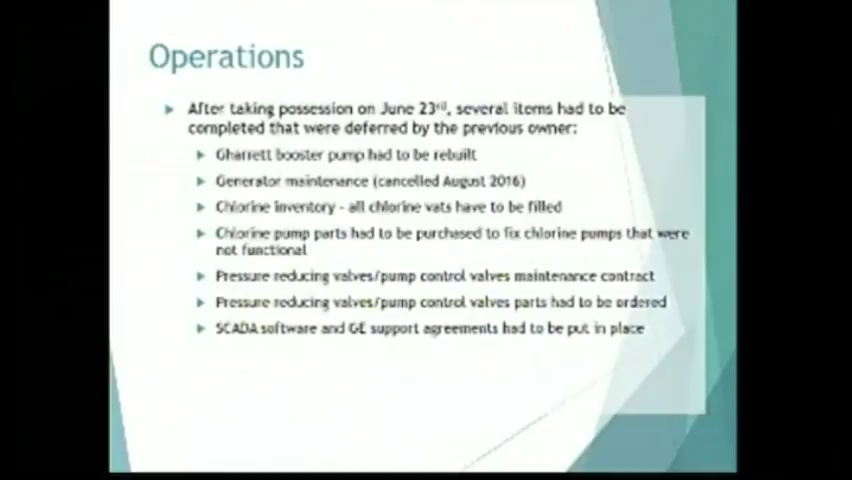 Operations
After taking possession on June 23rd, several items had to be
completed that were deferred by the previous owner:
Gharrett booster pump had to be rebuilt
Generator maintenance (cancelled August 2016)
Chlorine inventory - all chlorine vats have to be filled
Chlorine pump parts had to be purchased to fix chlorine pumps that were
not functional
Pressure reducing valves/pump control valves maintenance contract
Pressure reducing valves/pump control valves parts had to be ordered
SCADA software and GE support agreements had to be put in place